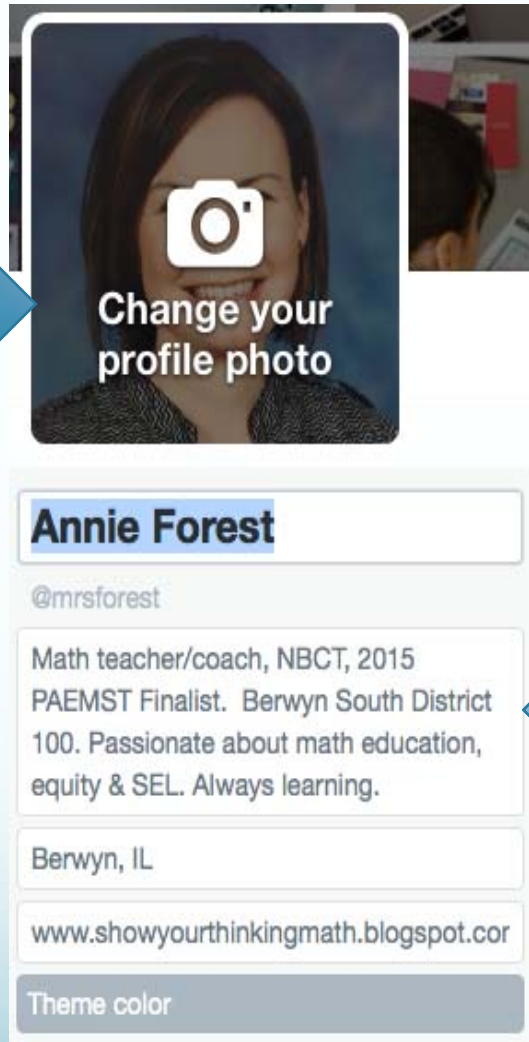 Change your
profile photo
Annie Forest
@mrsforest
Math teacher/coach, NBCT, 2015
PAEMST Finalist.  Berwyn South District
100. Passionate about math education,
equity & SEL. Always learning.
Berwyn, IL
www.showyourthinkingmath.blogspot.cor
Theme color